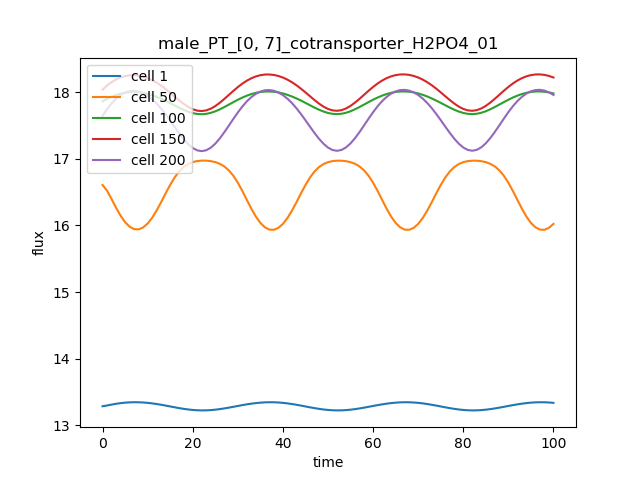 male_PT_[0, 7]_cotransporter_H2PO4_01
cell 1
cell 50
cell 100
cell 150
cell 200
18
17
16
15
14
13
flux
0 20 40 60 80 100
time